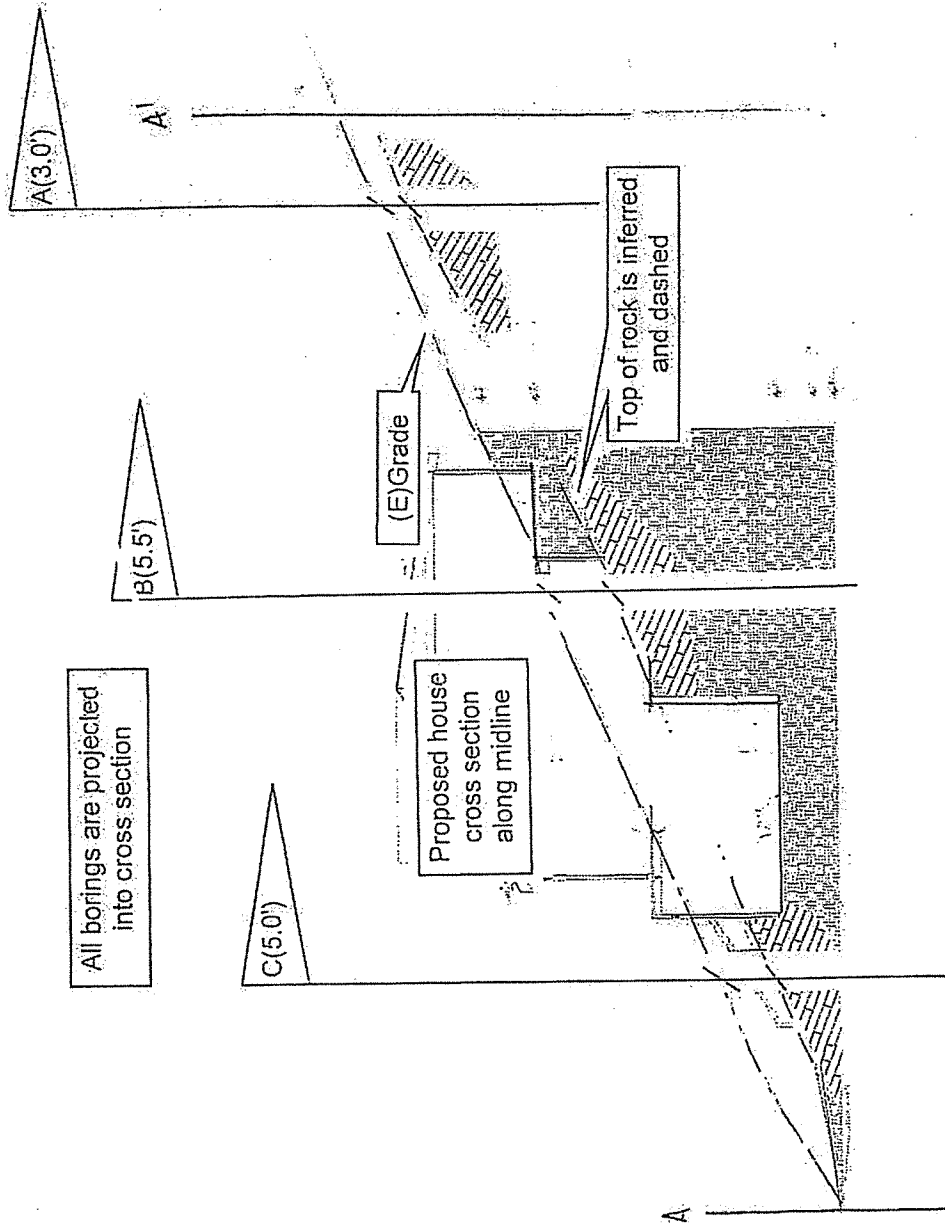 All borings are projected
into cross section
C(5.0')
B(5.5')
A(3.0')
A'
(E)Grade
Proposed house
cross section
along midline
Top of rock is inferred
and dashed
A